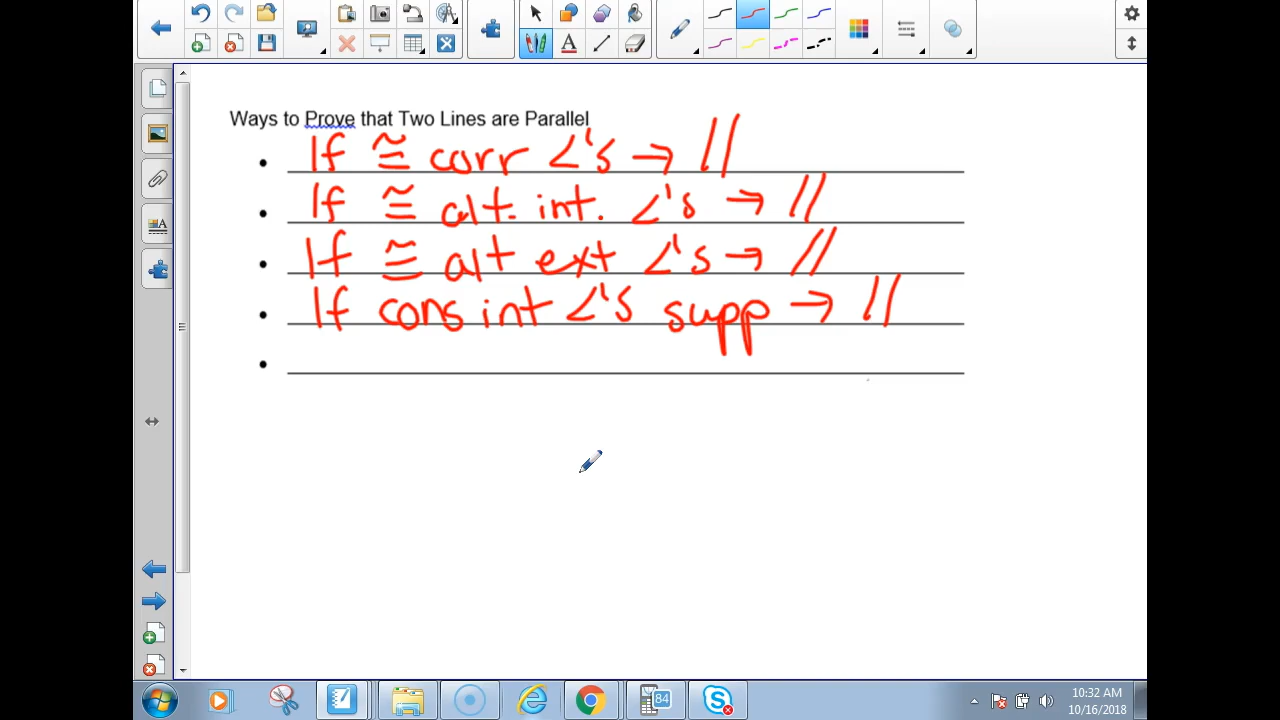 Ways to Prove that Two Lines are Parallel
• If ≅ corr ∠'s → //
• If ≅ alt. int. ∠'s → //
• If ≅ alt ext ∠'s → //
• If cons int ∠'s supp → //
•
84
10:32 AM
10/16/2018